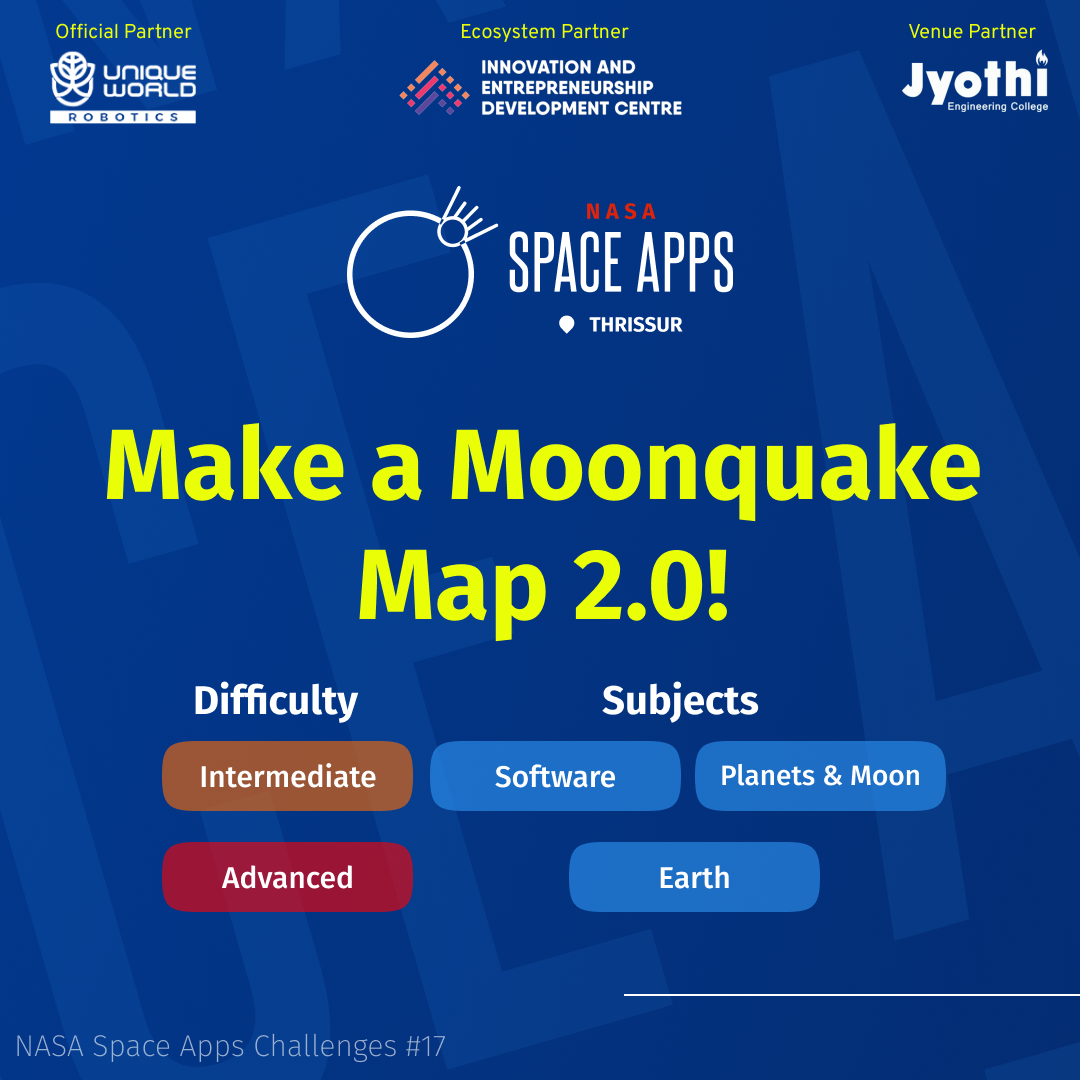 Official Partner
UNIQUE
WORLD
ROBOTICS
Ecosystem Partner
INNOVATION AND
ENTREPRENEURSHIP
DEVELOPMENT CENTRE
Venue Partner
Jyothi
Engineering College
NASA
SPACE APPS
THRISSUR
Make a Moonquake
Map 2.0!
Difficulty
Subjects
Intermediate
Software
Planets & Moon
Advanced
Earth
NASA Space Apps Challenges #17